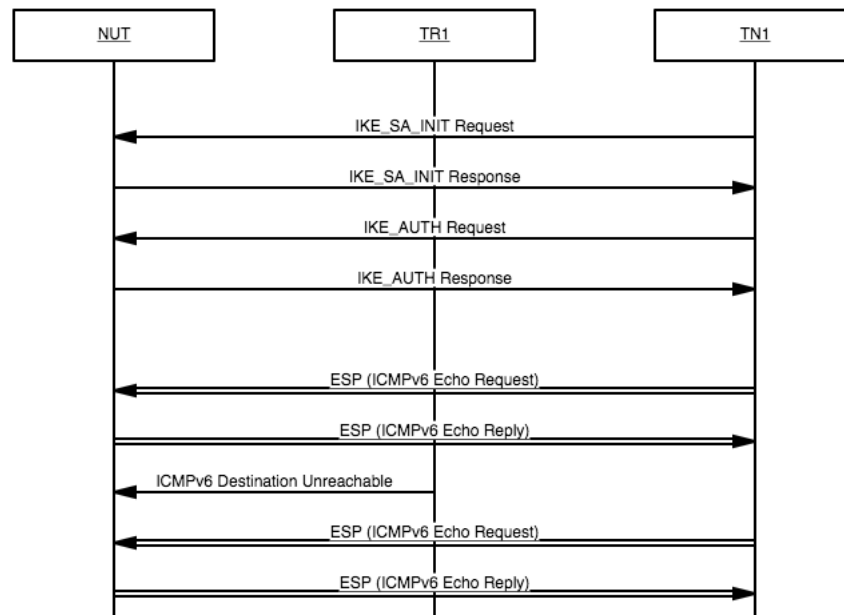 NUT
TR1
TN1
IKE_SA_INIT Request
IKE_SA_INIT Response
IKE_AUTH Request
IKE_AUTH Response
ESP (ICMPv6 Echo Request)
ESP (ICMPv6 Echo Reply)
ICMPv6 Destination Unreachable
ESP (ICMPv6 Echo Request)
ESP (ICMPv6 Echo Reply)